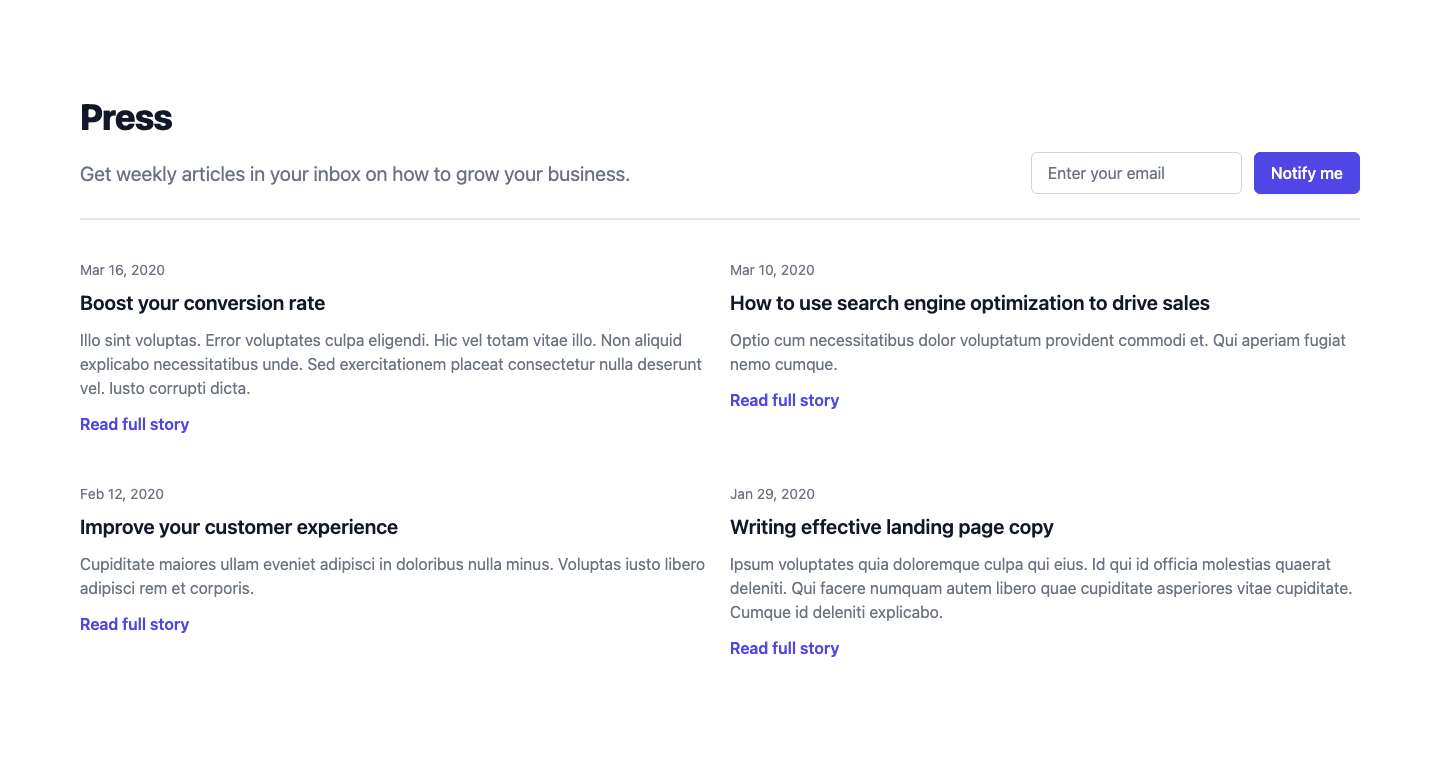 Press
Get weekly articles in your inbox on how to grow your business.
Enter your email
Notify me
Mar 16, 2020
Boost your conversion rate
Illo sint voluptas. Error voluptates culpa eligendi. Hic vel totam vitae illo. Non aliquid
explicabo necessitatibus unde. Sed exercitationem placeat consectetur nulla deserunt
vel. Iusto corrupti dicta.
Read full story
Mar 10, 2020
How to use search engine optimization to drive sales
Optio cum necessitatibus dolor voluptatum provident commodi et. Qui aperiam fugiat
nemo cumque.
Read full story
Feb 12, 2020
Improve your customer experience
Cupiditate maiores ullam eveniet adipisci in doloribus nulla minus. Voluptas iusto libero
adipisci rem et corporis.
Read full story
Jan 29, 2020
Writing effective landing page copy
Ipsum voluptates quia doloremque culpa qui eius. Id qui id officia molestias quaerat
deleniti. Qui facere numquam autem libero quae cupiditate asperiores vitae cupiditate.
Cumque id deleniti explicabo.
Read full story